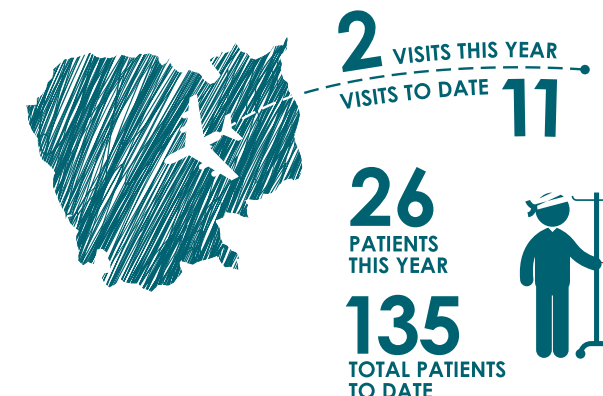 2 VISITS THIS YEAR
VISITS TO DATE 11
26
PATIENTS
THIS YEAR
135
TOTAL PATIENTS
TO DATE